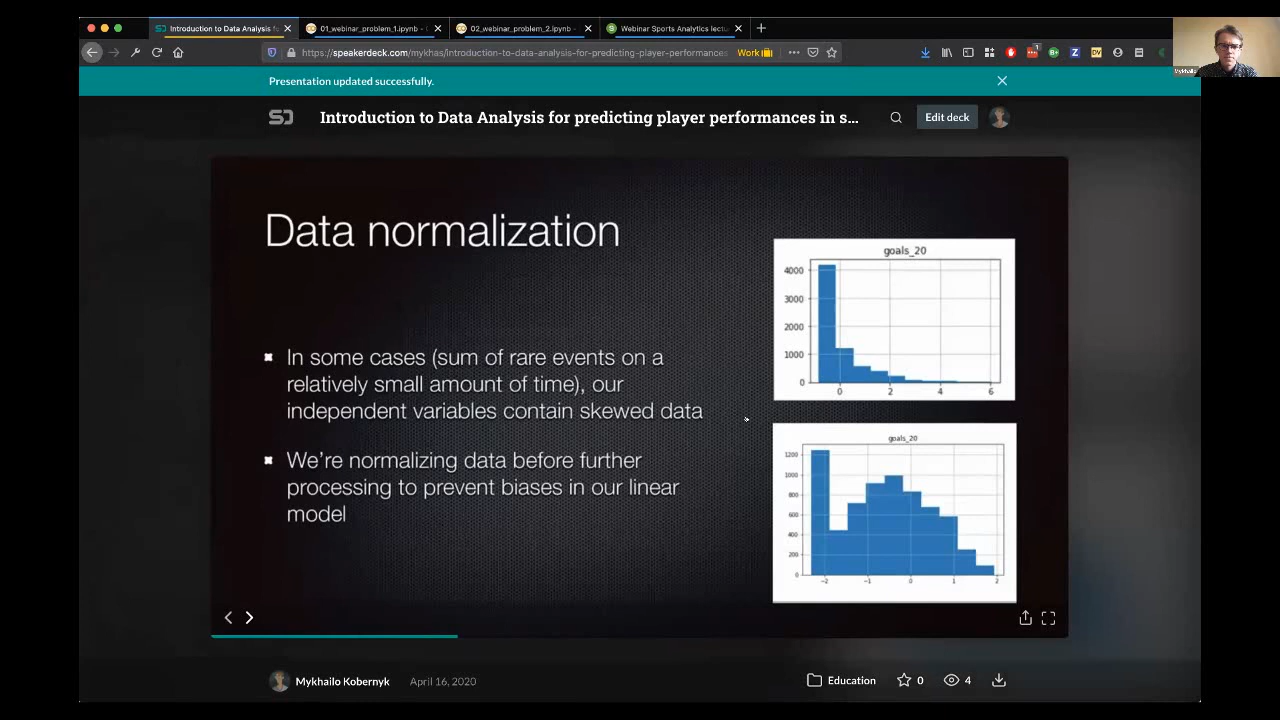 Introduction to Data Analysis f
01_webinar_problem_1.ipynb -
02_webinar_problem_2.ipynb -
Webinar Sports Analytics lectu
https://speakerdeck.com/mykhas/introduction-to-data-analysis-for-predicting-player-performances
Work
Mykhailo
Presentation updated successfully.
Introduction to Data Analysis for predicting player performances in s...
Edit deck
Data normalization
In some cases (sum of rare events on a
relatively small amount of time), our
independent variables contain skewed data
We're normalizing data before further
processing to prevent biases in our linear
model
goals_20
4000
3000
2000
1000
0
0 2 4 6
goals_20
1200
1000
800
600
400
200
0
−2 −1 0 1 2
Mykhailo Kobernyk
April 16, 2020
Education
0
4